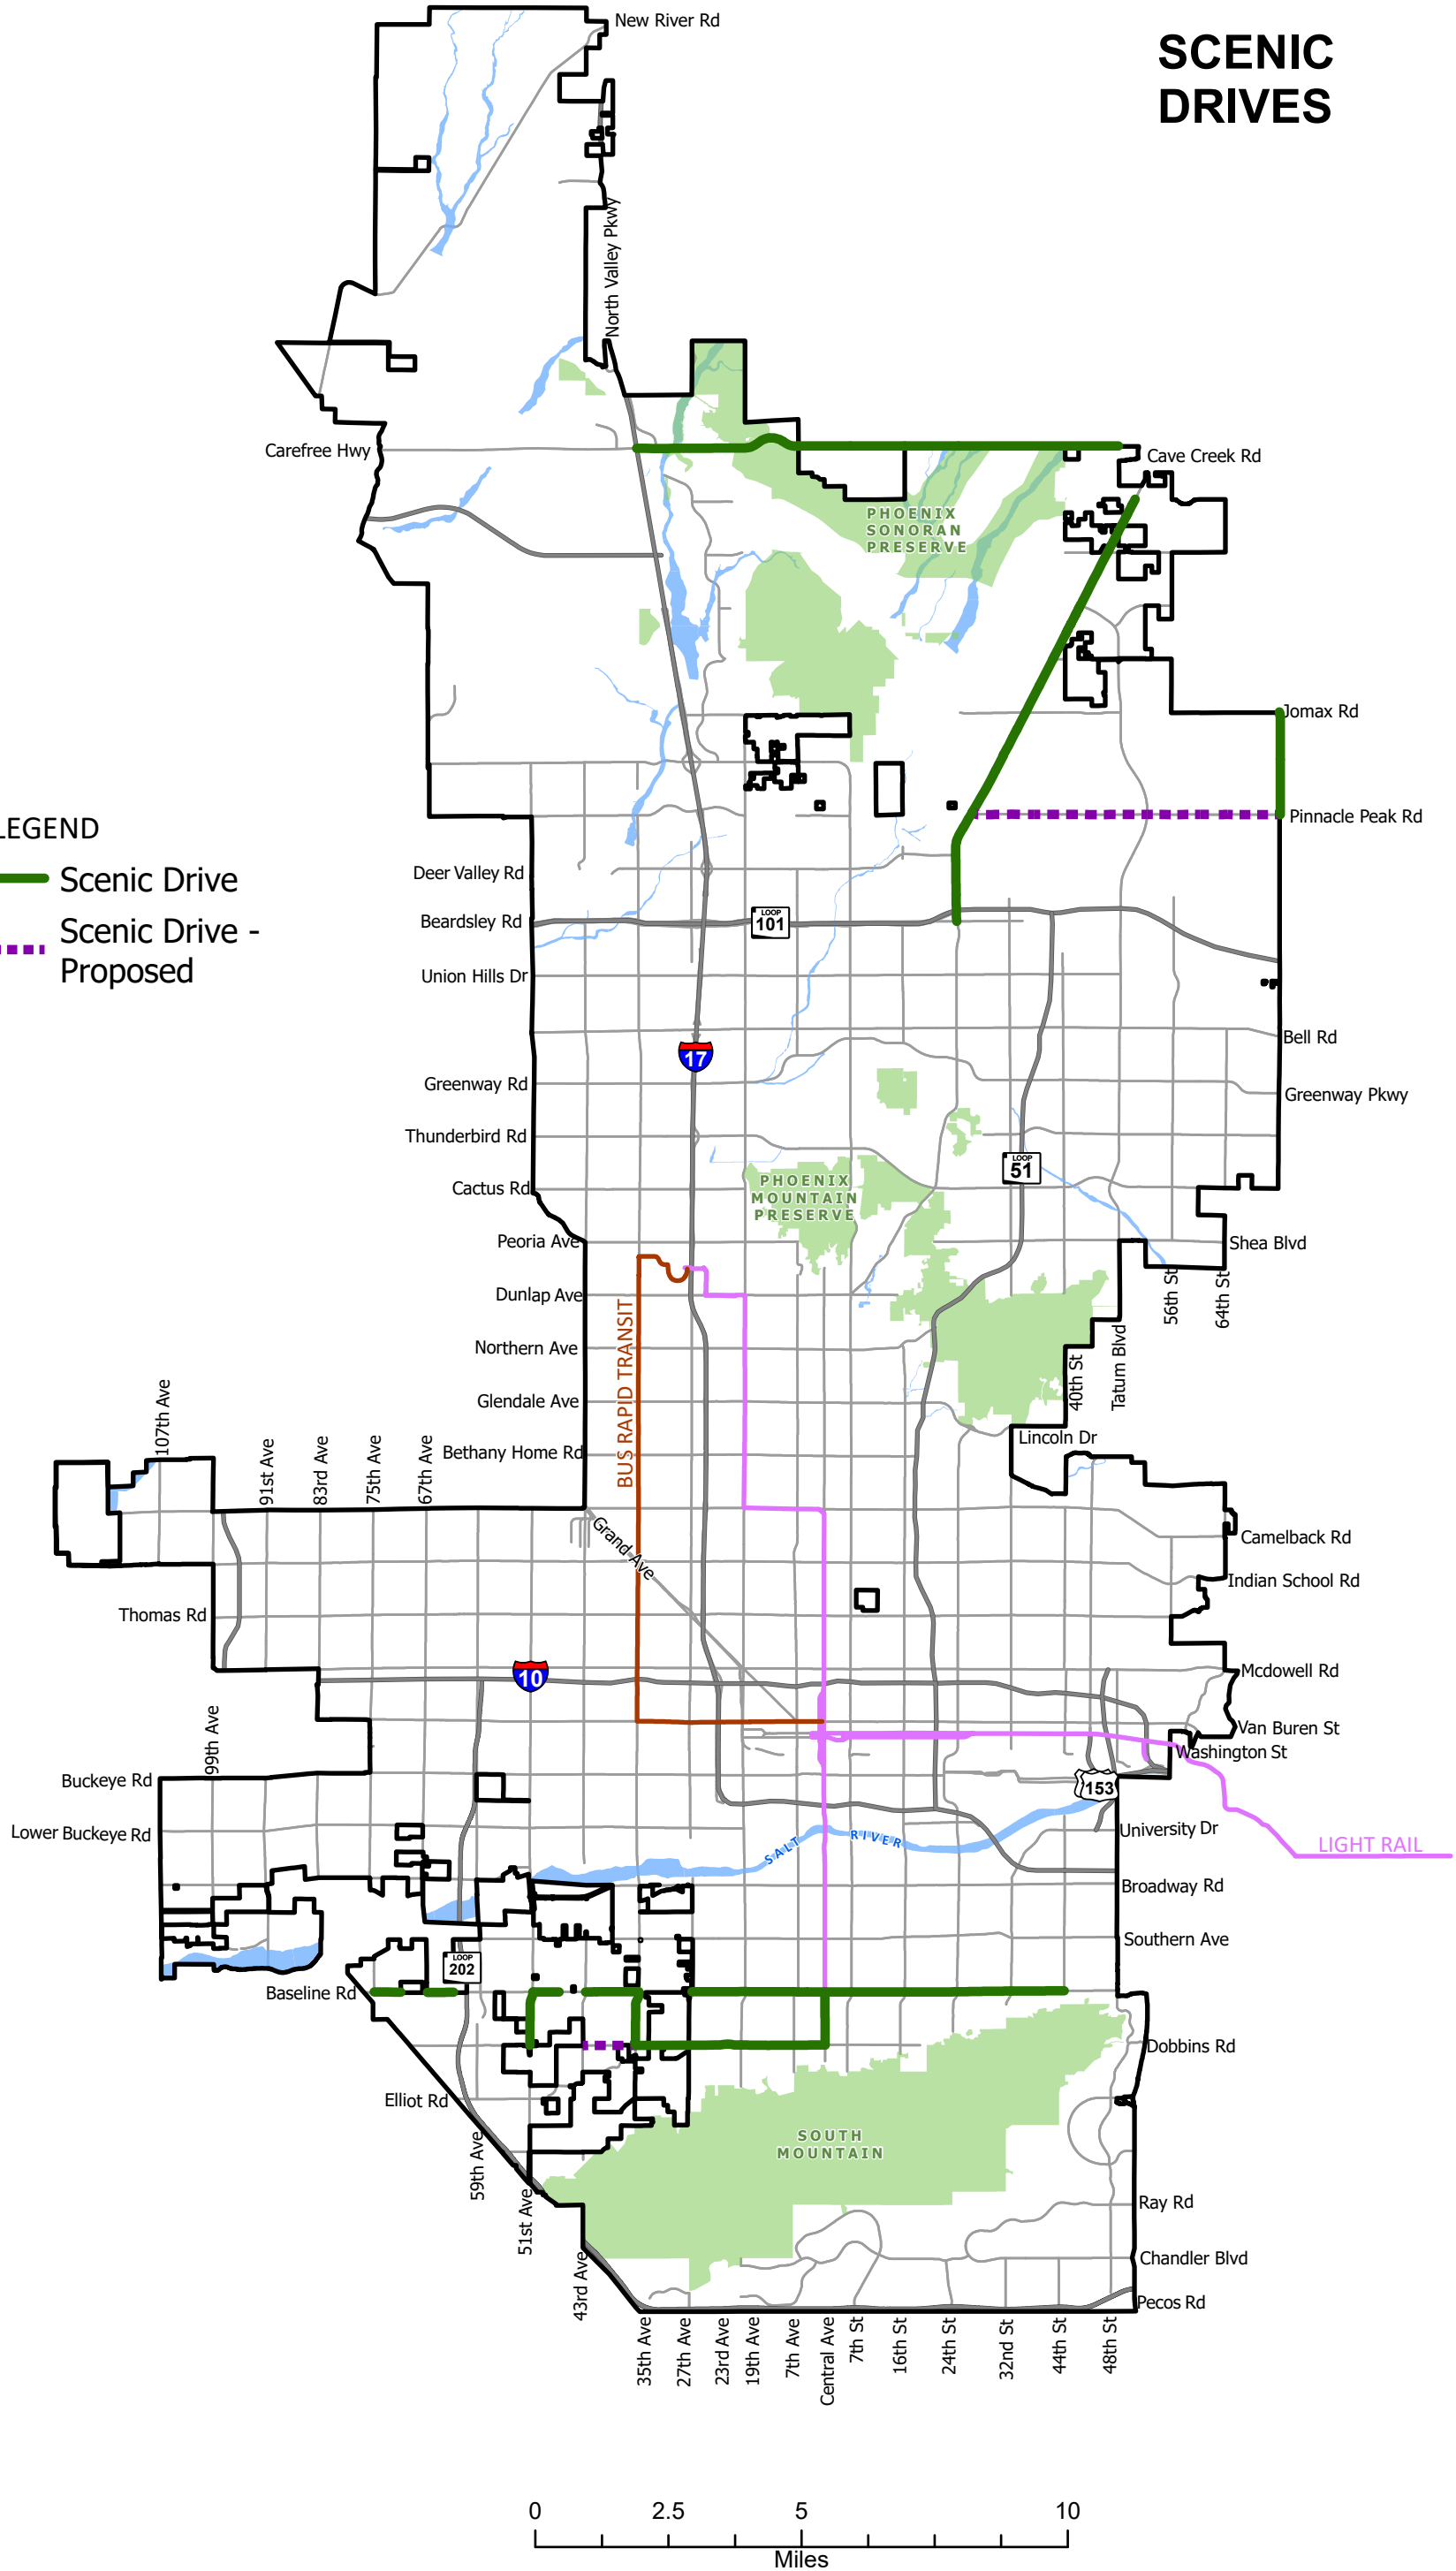 SCENIC
DRIVES
New River Rd
North Valley Pkwy
Carefree Hwy
Cave Creek Rd
PHOENIX
SONORAN
PRESERVE
Jomax Rd
Pinnacle Peak Rd
LEGEND
Scenic Drive
Scenic Drive -
Proposed
Deer Valley Rd
Beardsley Rd
LOOP
101
Union Hills Dr
Bell Rd
17
Greenway Rd
Greenway Pkwy
Thunderbird Rd
LOOP
51
Cactus Rd
PHOENIX
MOUNTAIN
PRESERVE
Peoria Ave
Shea Blvd
Dunlap Ave
56th St
64th St
BUS RAPID TRANSIT
Northern Ave
40th St
Tatum Blvd
Glendale Ave
Lincoln Dr
Bethany Home Rd
107th Ave
91st Ave
83rd Ave
75th Ave
67th Ave
Grand Ave
Camelback Rd
Indian School Rd
Thomas Rd
10
Mcdowell Rd
99th Ave
Van Buren St
Washington St
Buckeye Rd
153
Lower Buckeye Rd
University Dr
SALT RIVER
LIGHT RAIL
Broadway Rd
Southern Ave
LOOP
202
Baseline Rd
Dobbins Rd
Elliot Rd
SOUTH
MOUNTAIN
59th Ave
51st Ave
43rd Ave
Ray Rd
Chandler Blvd
Pecos Rd
35th Ave
27th Ave
23rd Ave
19th Ave
7th Ave
Central Ave
7th St
16th St
24th St
32nd St
44th St
48th St
0 2.5 5 10
Miles